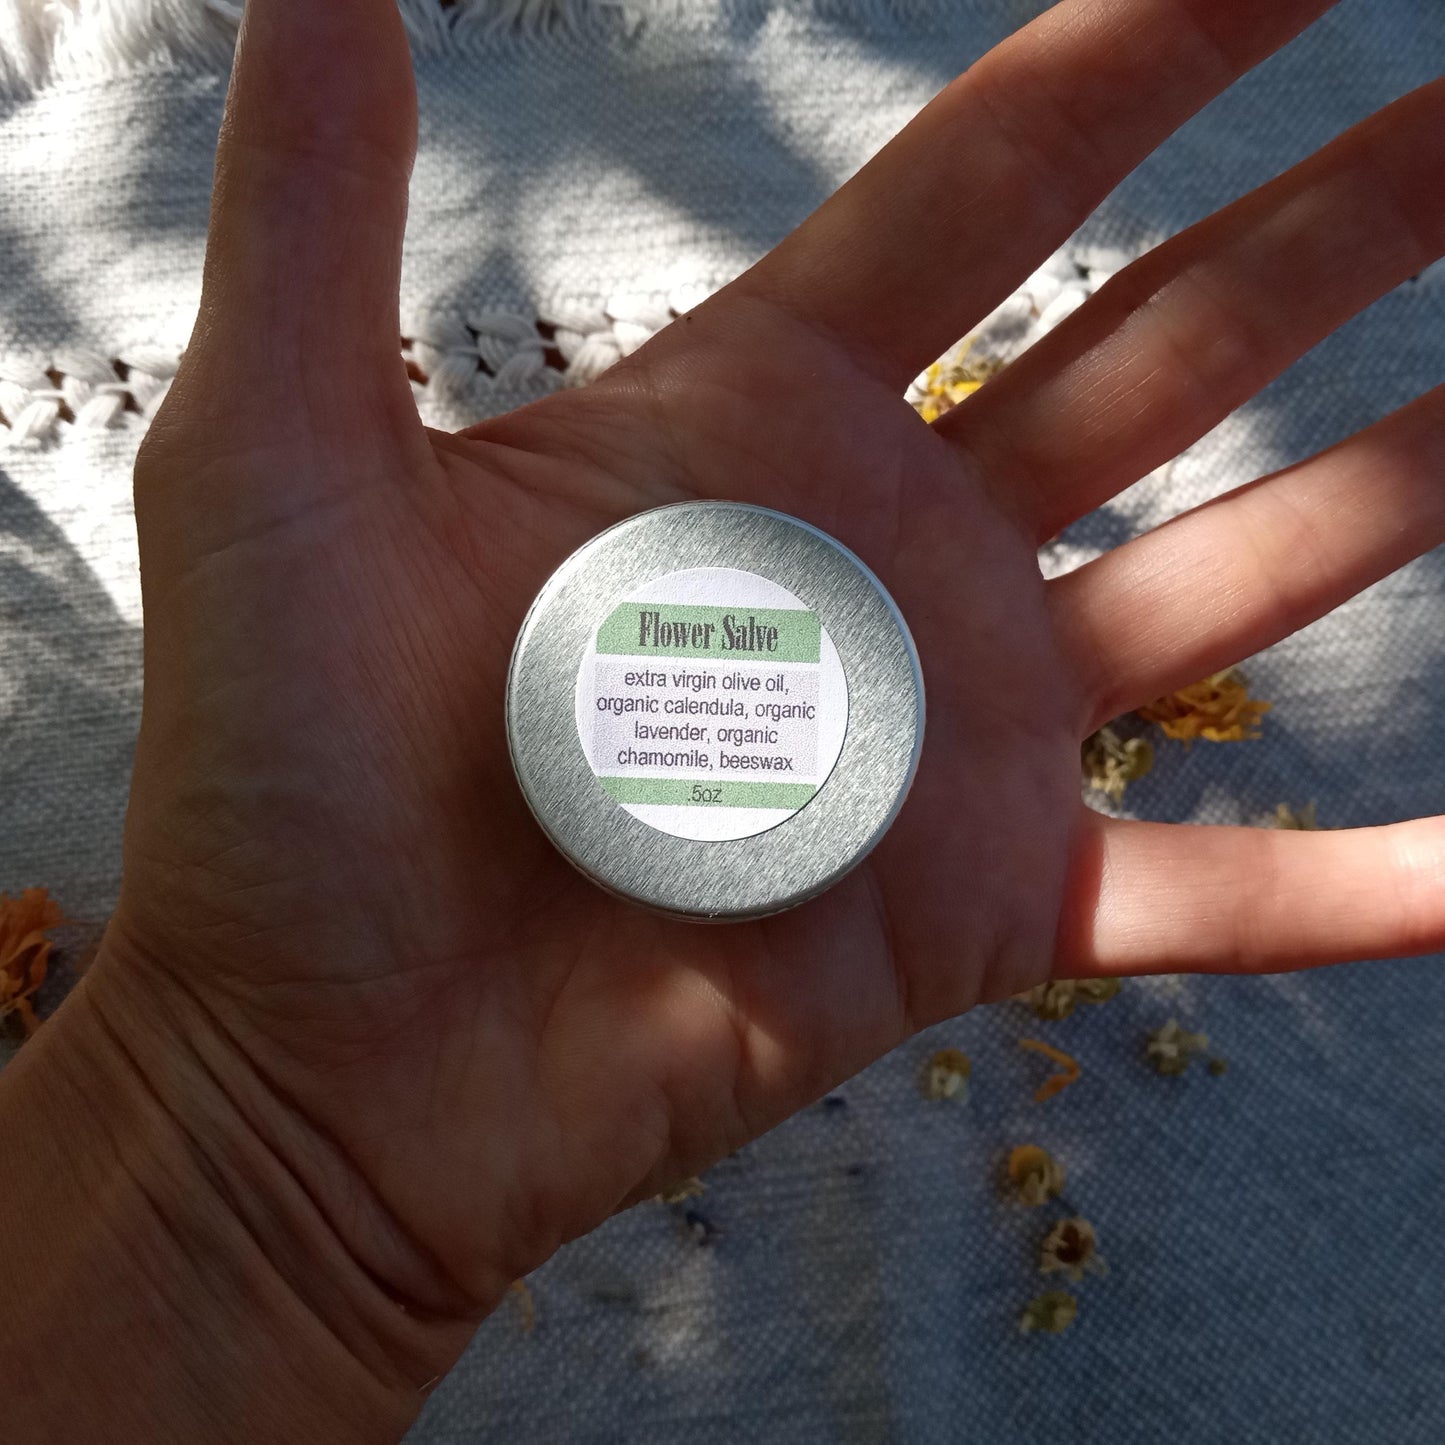 Flower Salve
extra virgin olive oil,
organic calendula, organic
lavender, organic
chamomile, beeswax
.5oz